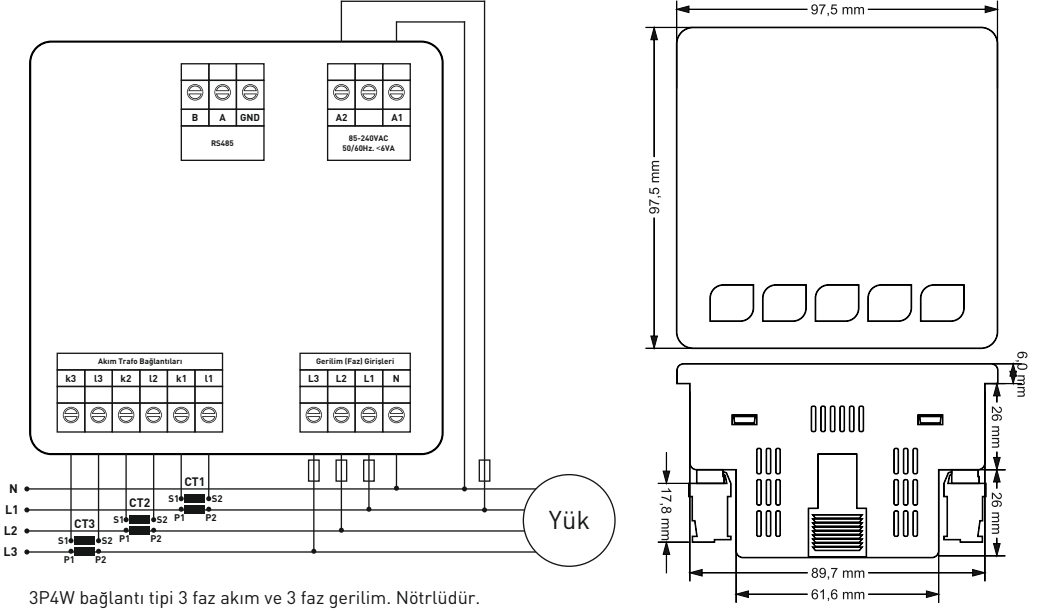 97,5 mm
97,5 mm
B A GND
RS485
A2 A1
85-240VAC
50/60Hz. <6VA
Akım Trafo Bağlantıları
k3 l3 k2 l2 k1 l1
Gerilim (Faz) Girişleri
L3 L2 L1 N
N
L1
L2
L3
CT1
S1 S2
P1 P2
CT2
S1 S2
P1 P2
CT3
S1 S2
P1 P2
Yük
6,0 mm
26 mm
26 mm
17,8 mm
89,7 mm
61,6 mm
3P4W bağlantı tipi 3 faz akım ve 3 faz gerilim. Nötrlüdür.